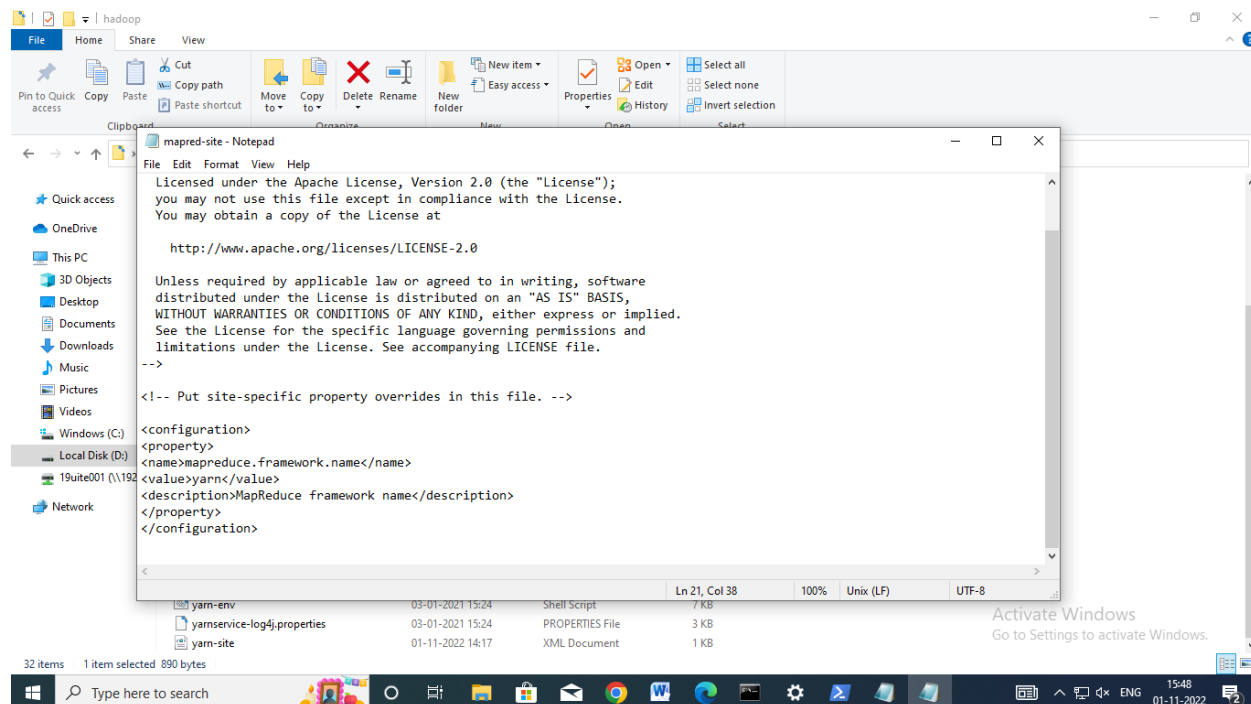 hadoop
File Home Share View
Pin to Quick access
Copy
Paste
Cut
Copy path
Paste shortcut
Move to
Copy to
Delete
Rename
New folder
New item
Easy access
Properties
Open
Edit
History
Select all
Select none
Invert selection
Clipboard Organize New Open Select
mapred-site - Notepad
File Edit Format View Help
Licensed under the Apache License, Version 2.0 (the "License");
you may not use this file except in compliance with the License.
You may obtain a copy of the License at
http://www.apache.org/licenses/LICENSE-2.0
Unless required by applicable law or agreed to in writing, software
distributed under the License is distributed on an "AS IS" BASIS,
WITHOUT WARRANTIES OR CONDITIONS OF ANY KIND, either express or implied.
See the License for the specific language governing permissions and
limitations under the License. See accompanying LICENSE file.
-->
<!-- Put site-specific property overrides in this file. -->
<configuration>
<property>
<name>mapreduce.framework.name</name>
<value>yarn</value>
<description>MapReduce framework name</description>
</property>
</configuration>
Ln 21, Col 38 100% Unix (LF) UTF-8
Quick access
OneDrive
This PC
3D Objects
Desktop
Documents
Downloads
Music
Pictures
Videos
Windows (C:)
Local Disk (D:)
19uite001 (\\192
Network
yarn-env 03-01-2021 15:24 Shell Script 7 KB
yarnservice-log4j.properties 03-01-2021 15:24 PROPERTIES File 3 KB
yarn-site 01-11-2022 14:17 XML Document 1 KB
Activate Windows
Go to Settings to activate Windows.
32 items 1 item selected 890 bytes
Type here to search
ENG
15:48
01-11-2022
2